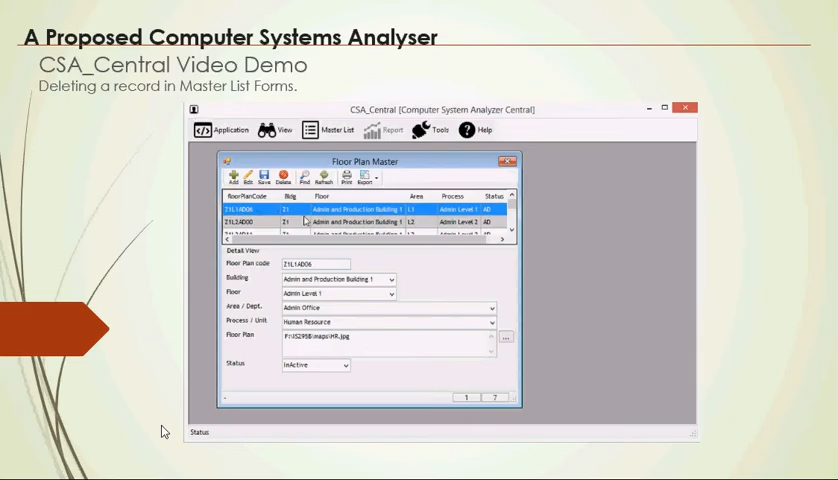 A Proposed Computer Systems Analyser
CSA_Central Video Demo
Deleting a record in Master List Forms.
CSA_Central [Computer System Analyzer Central]
Application View Master List Report Tools Help
Floor Plan Master
Add Edit Save Delete Find Refresh Print Export
FloorPlanCode Bldg Floor Area Process Status
Z1L1AD06 Z1 Admin and Production Building 1 L1 Admin Level 1 AD
Z1L2AD00 Z1 Admin and Production Building 1 L2 Admin Level 2 AD
Detail View
Floor Plan code Z1L1AD06
Building Admin and Production Building 1
Floor Admin Level 1
Area / Dept. Admin Office
Process / Unit Human Resource
Floor Plan F:\IS295B\maps\HR.jpg ...
Status InActive
- 1 7
Status